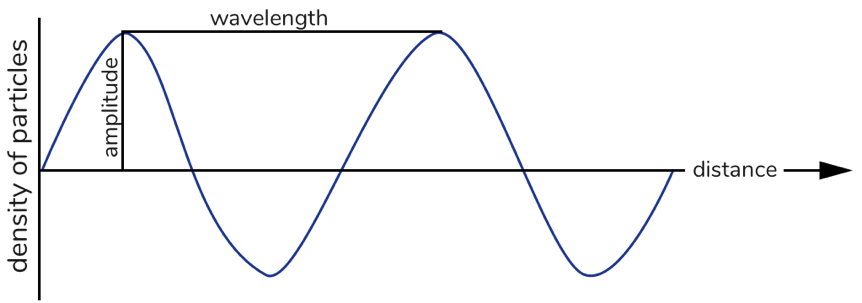 wavelength
amplitude
density of particles
distance